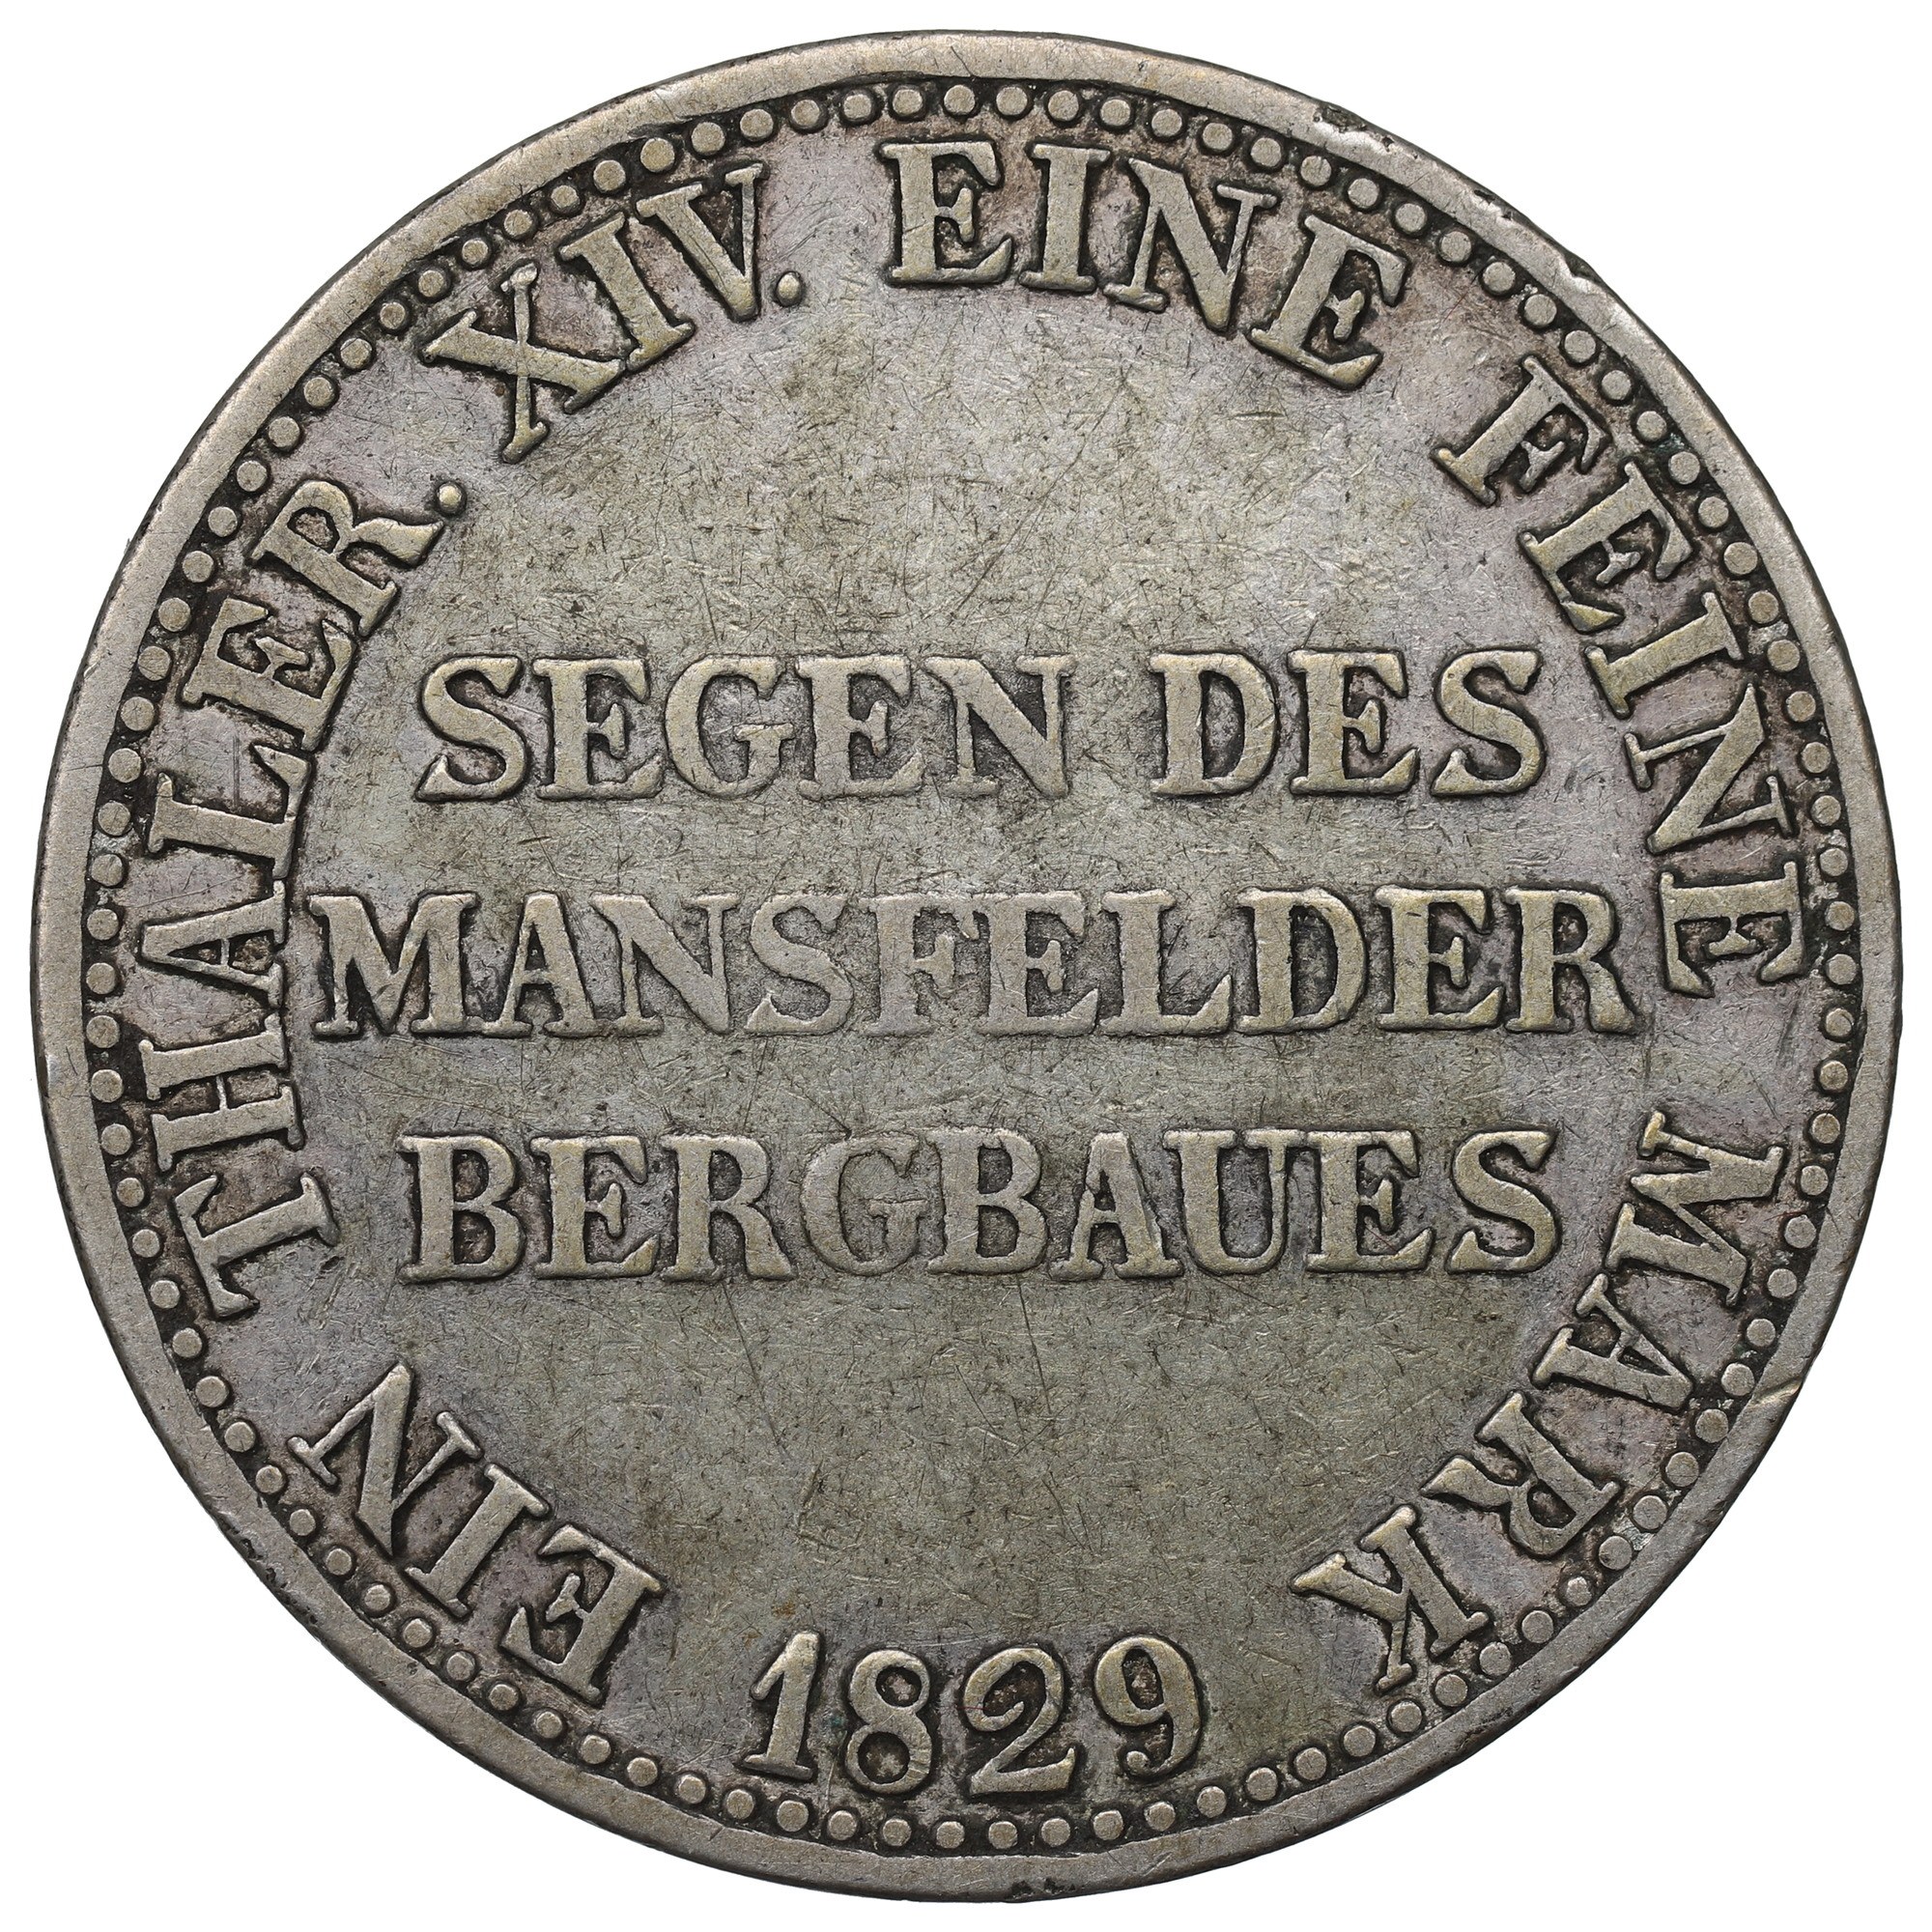 EIN THALER. XIV. EINE FEINE MARK
SEGEN DES
MANSFELDER
BERGBAUES
1829